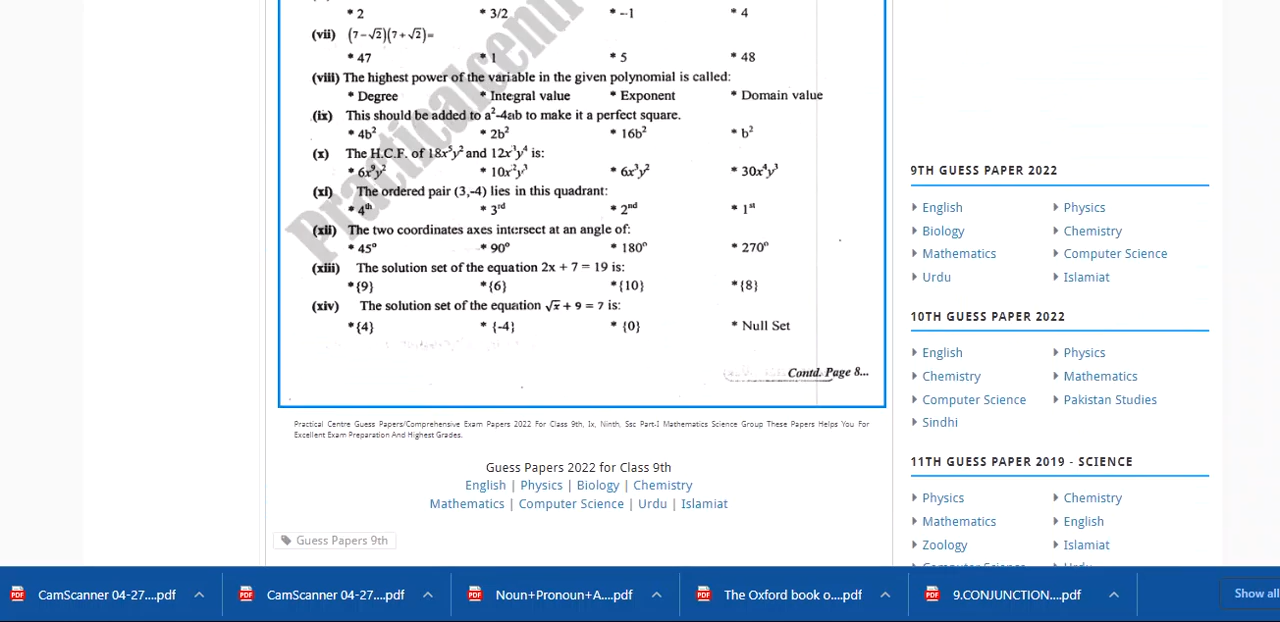 * 2 * 3/2 * --1 * 4
(vii) (7-√2)(7+√2)=
* 47 * 1 * 5 * 48
(viii) The highest power of the variable in the given polynomial is called:
* Degree * Integral value * Exponent * Domain value
(ix) This should be added to a²-4ab to make it a perfect square.
* 4b² * 2b² * 16b² * b²
(x) The H.C.F. of 18x⁵y² and 12x³y⁴ is:
* 6x⁹y² * 10x²y³ * 6x³y² * 30x⁴y³
(xi) The ordered pair (3,-4) lies in this quadrant:
* 4th * 3rd * 2nd * 1st
(xii) The two coordinates axes intersect at an angle of:
* 45° * 90° * 180° * 270°
(xiii) The solution set of the equation 2x + 7 = 19 is:
*{9} *{6} *{10} *{8}
(xiv) The solution set of the equation √x + 9 = 7 is:
*{4} * {-4} * {0} * Null Set
Contd. Page 8...
Practical Centre Guess Papers/Comprehensive Exam Papers 2022 For Class 9th, Ix, Ninth, Ssc Part-I Mathematics Science Group These Papers Helps You For
Excellent Exam Preparation And Highest Grades.
Guess Papers 2022 for Class 9th
English | Physics | Biology | Chemistry
Mathematics | Computer Science | Urdu | Islamiat
Guess Papers 9th
9TH GUESS PAPER 2022
English Physics
Biology Chemistry
Mathematics Computer Science
Urdu Islamiat
10TH GUESS PAPER 2022
English Physics
Chemistry Mathematics
Computer Science Pakistan Studies
Sindhi
11TH GUESS PAPER 2019 - SCIENCE
Physics Chemistry
Mathematics English
Zoology Islamiat
Computer Science Urdu
CamScanner 04-27....pdf CamScanner 04-27....pdf Noun+Pronoun+A....pdf The Oxford book o....pdf 9.CONJUNCTION....pdf Show all